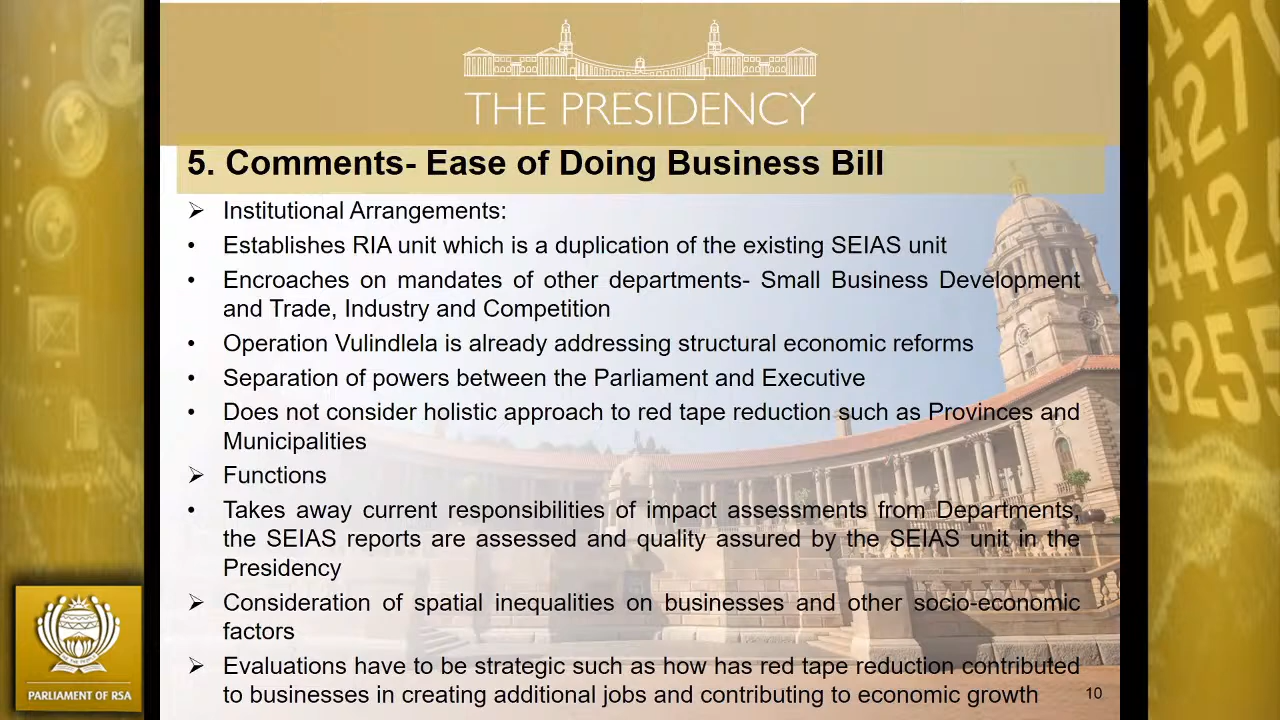 THE PRESIDENCY
5. Comments- Ease of Doing Business Bill
➢ Institutional Arrangements:
• Establishes RIA unit which is a duplication of the existing SEIAS unit
• Encroaches on mandates of other departments- Small Business Development
and Trade, Industry and Competition
• Operation Vulindlela is already addressing structural economic reforms
• Separation of powers between the Parliament and Executive
• Does not consider holistic approach to red tape reduction such as Provinces and
Municipalities
➢ Functions
• Takes away current responsibilities of impact assessments from Departments,
the SEIAS reports are assessed and quality assured by the SEIAS unit in the
Presidency
➢ Consideration of spatial inequalities on businesses and other socio-economic
factors
➢ Evaluations have to be strategic such as how has red tape reduction contributed
to businesses in creating additional jobs and contributing to economic growth
10
PARLIAMENT OF RSA
427
442
6255